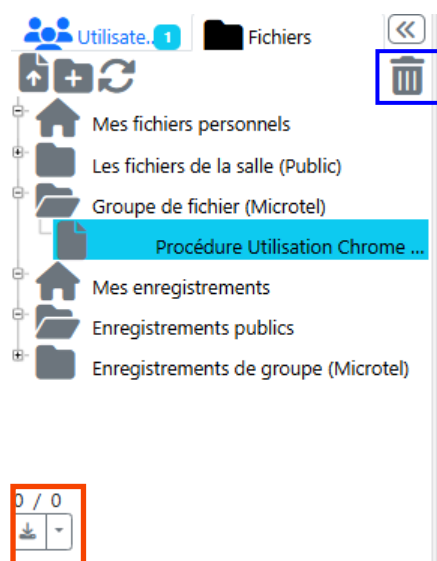 Utilisate.. 1 Fichiers
Mes fichiers personnels
Les fichiers de la salle (Public)
Groupe de fichier (Microtel)
Procédure Utilisation Chrome ...
Mes enregistrements
Enregistrements publics
Enregistrements de groupe (Microtel)
0 / 0